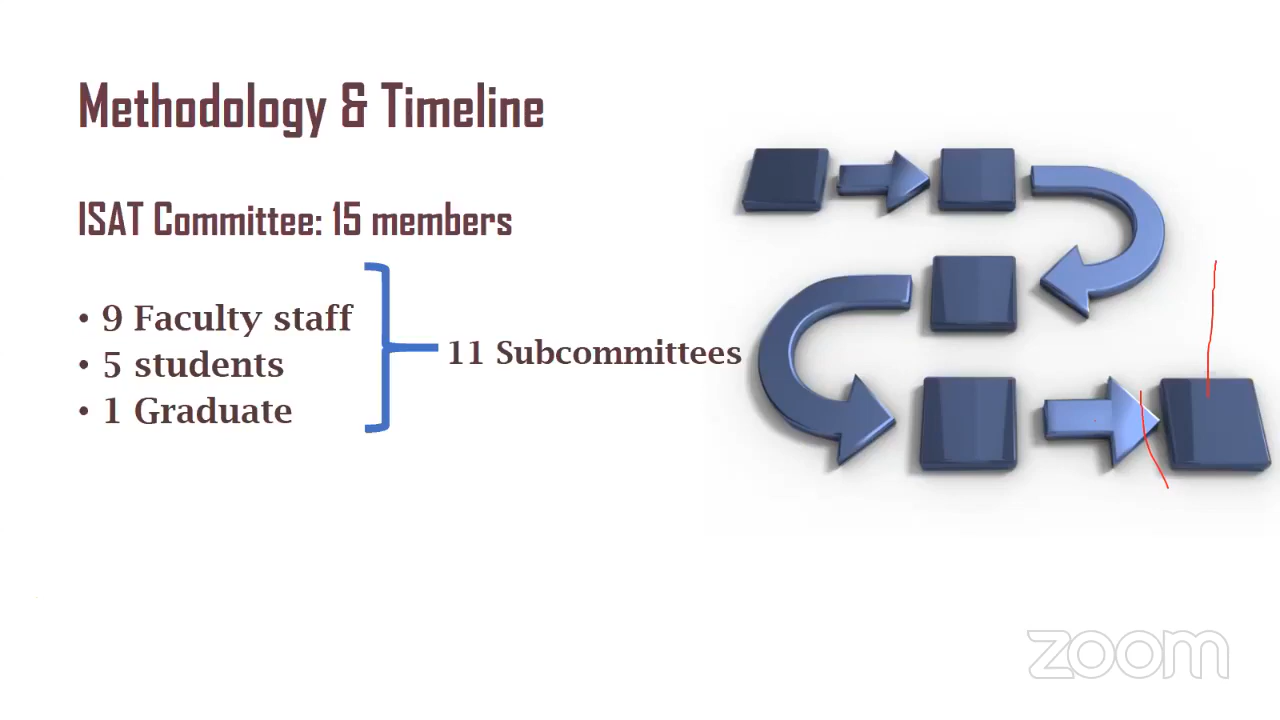 Methodology & Timeline
ISAT Committee: 15 members
• 9 Faculty staff
• 5 students
• 1 Graduate
11 Subcommittees
zoom